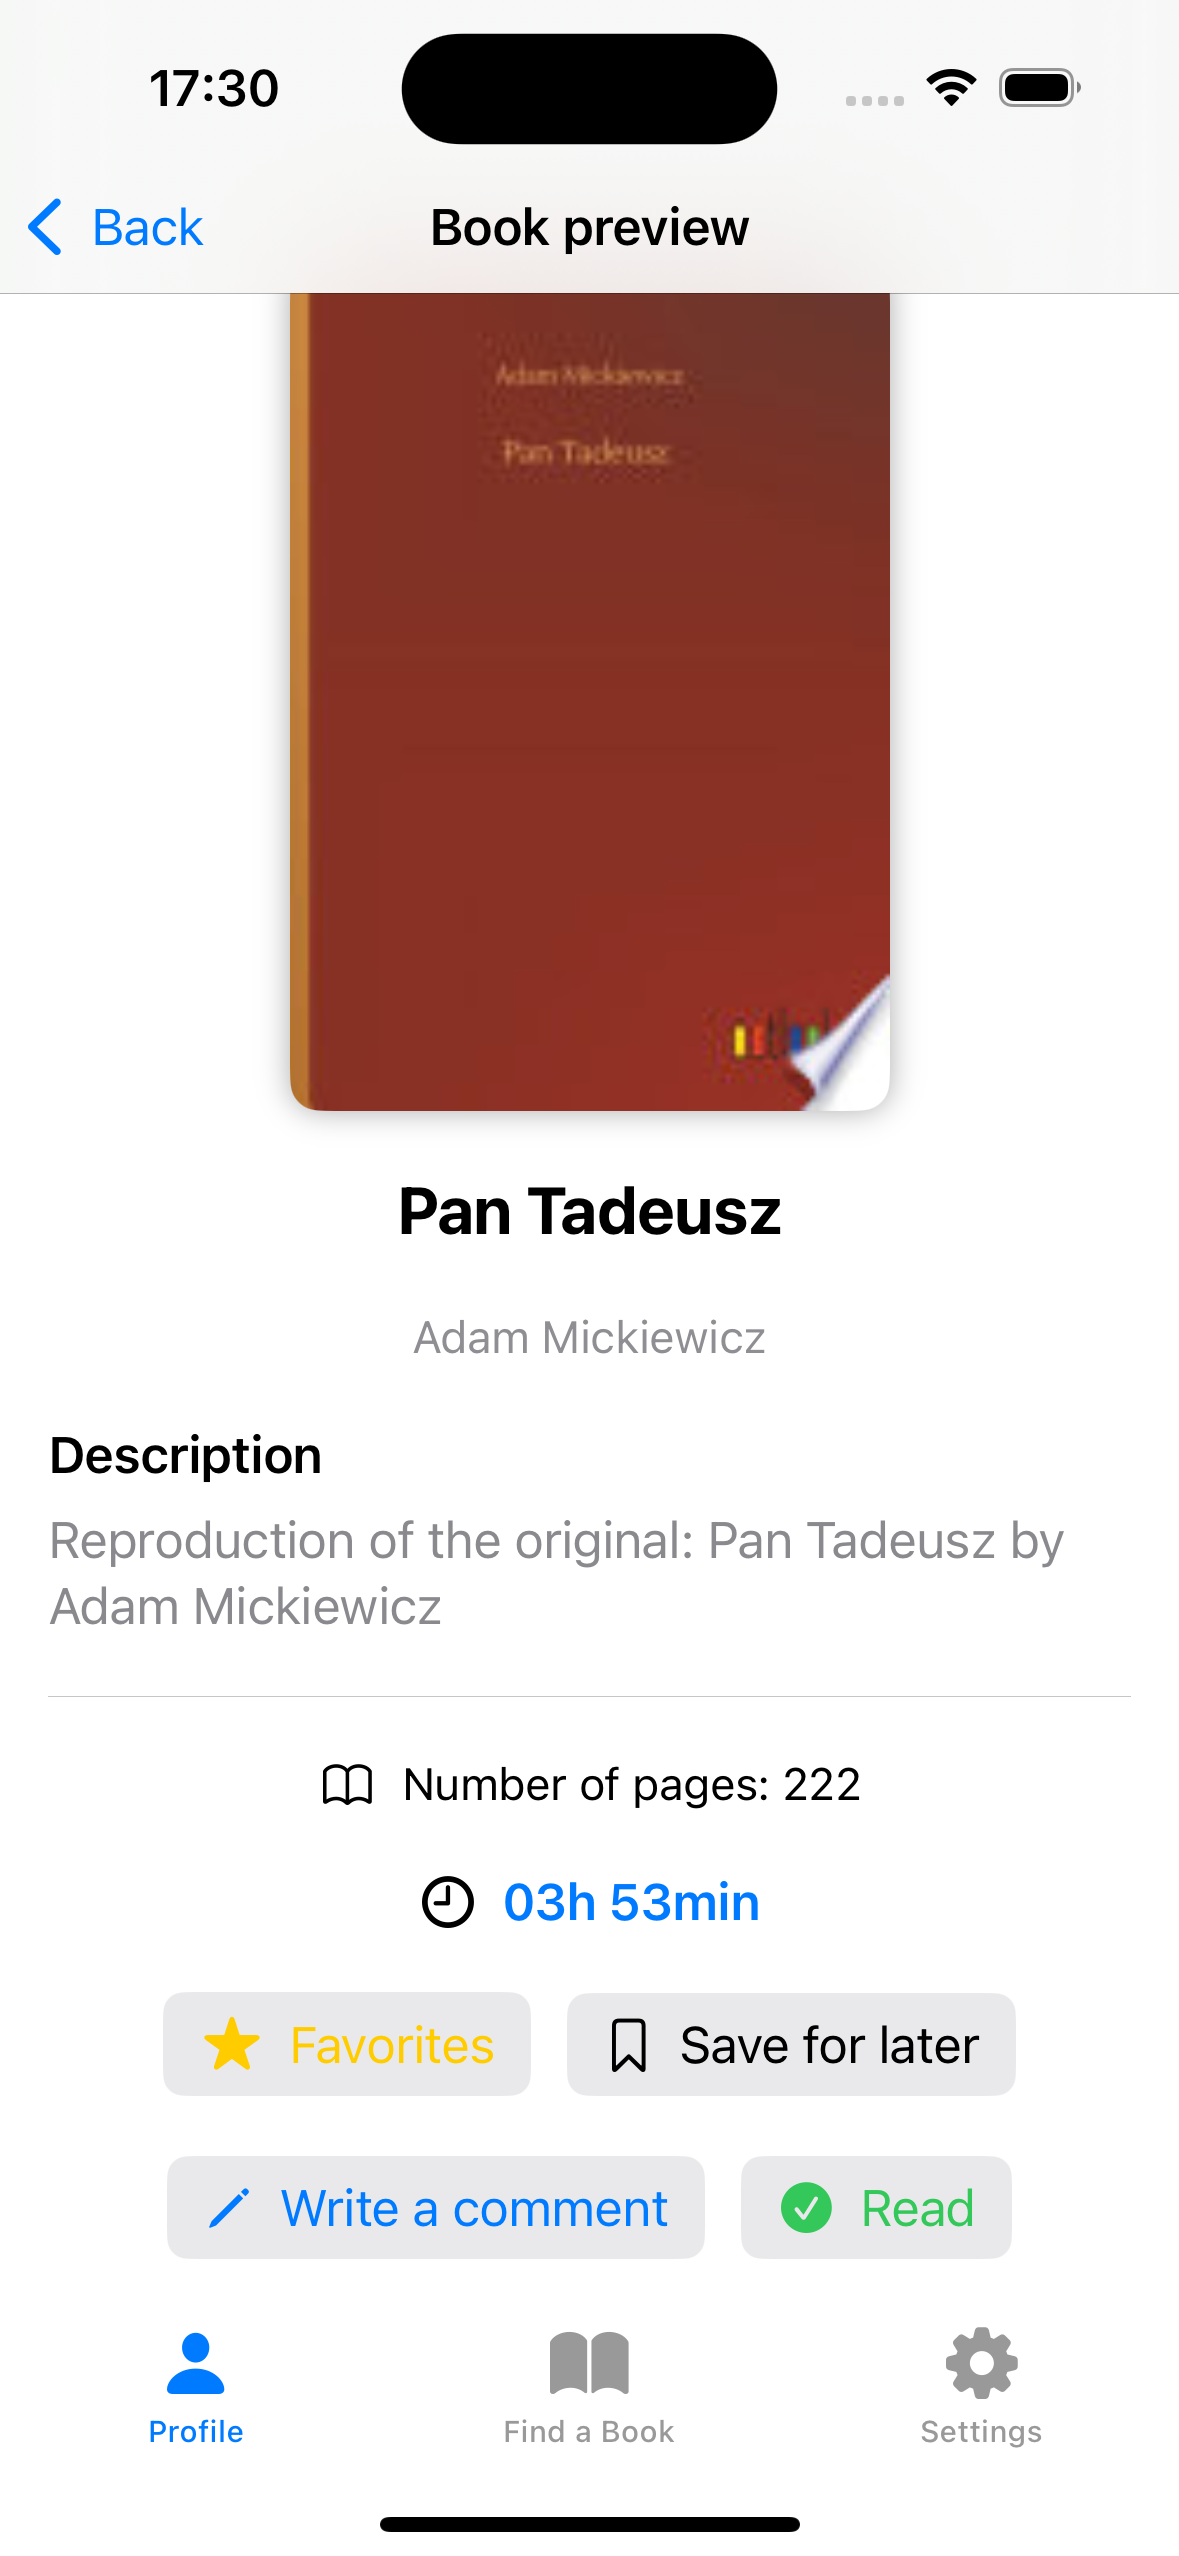 17:30
Back
Book preview
Adam Mickiewicz
Pan Tadeusz
Pan Tadeusz
Adam Mickiewicz
Description
Reproduction of the original: Pan Tadeusz by
Adam Mickiewicz
Number of pages: 222
03h 53min
Favorites
Save for later
Write a comment
Read
Profile
Find a Book
Settings